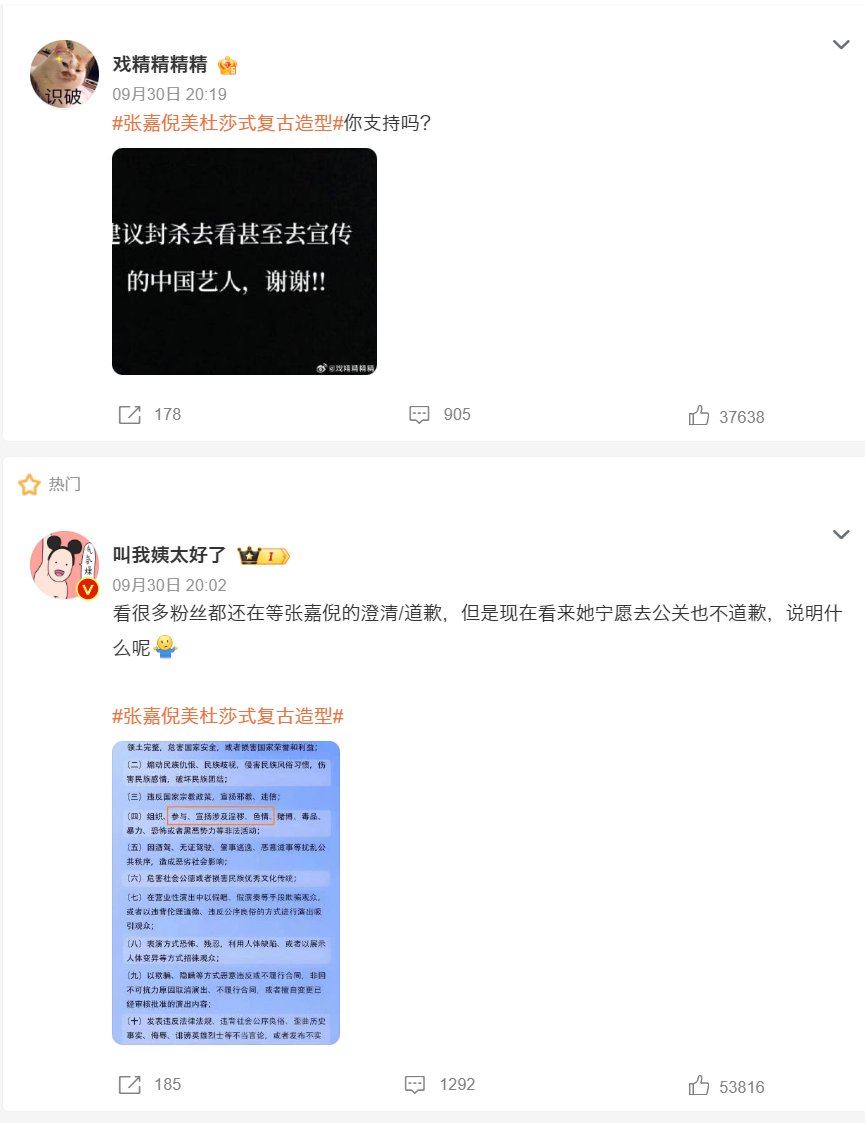 戏精精精精
09月30日 20:19
#张嘉倪美杜莎式复古造型#你支持吗?
识破
建议封杀去看甚至去宣传
的中国艺人，谢谢!!
@戏精精精精
178
905
37638
热门
叫我姨太好了
I
09月30日 20:02
看很多粉丝都还在等张嘉倪的澄清/道歉，但是现在看来她宁愿去公关也不道歉，说明什
么呢
#张嘉倪美杜莎式复古造型#
领土完整，危害国家安全，或者损害国家荣誉和利益；
（二）煽动民族仇恨、民族歧视，侵害民族风俗习惯，伤
害民族感情，破坏民族团结；
（三）违反国家宗教政策，宣扬邪教、迷信；
（四）组织、参与、宣扬涉及淫秽、色情、赌博、毒品、
暴力、恐怖或者黑恶势力等非法活动；
（五）因酒驾、无证驾驶、肇事逃逸、恶意滋事等扰乱公
共秩序，造成恶劣社会影响；
（六）危害社会公德或者损害民族优秀文化传统；
（七）在营业性演出中以假唱、假演奏等手段欺骗观众，
或者以违背伦理道德、违反公序良俗的方式进行演出吸
引观众；
（八）表演方式恐怖、残忍，利用人体缺陷、或者以展示
人体变异等方式招徕观众；
（九）以欺骗、隐瞒等方式恶意违反或不履行合同，非因
不可抗力原因取消演出、不履行合同，或者擅自变更已
经审核批准的演出内容；
（十）发表违反法律法规、违背社会公序良俗、歪曲历史
事实、侮辱、诽谤英雄烈士等不当言论，或者发布不实
185
1292
53816